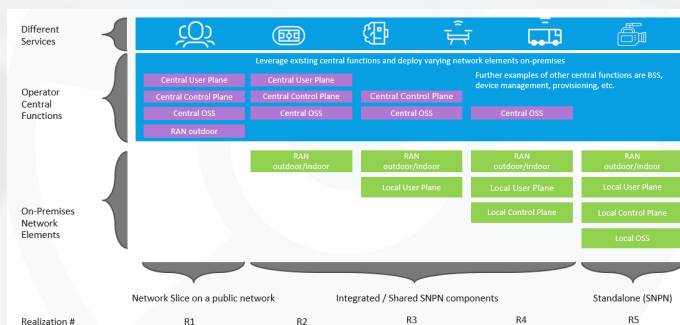 Different
Services
Leverage existing central functions and deploy varying network elements on-premises
Operator
Central
Functions
Central User Plane
Central User Plane
Further examples of other central functions are BSS,
device management, provisioning, etc.
Central Control Plane
Central Control Plane
Central Control Plane
Central OSS
Central OSS
Central OSS
Central OSS
RAN outdoor
On-Premises
Network
Elements
RAN
outdoor/indoor
RAN
outdoor/indoor
RAN
outdoor/indoor
RAN
outdoor/indoor
Local User Plane
Local User Plane
Local User Plane
Local Control Plane
Local Control Plane
Local OSS
Network Slice on a public network
Integrated / Shared SNPN components
Standalone (SNPN)
Realization #
R1
R2
R3
R4
R5